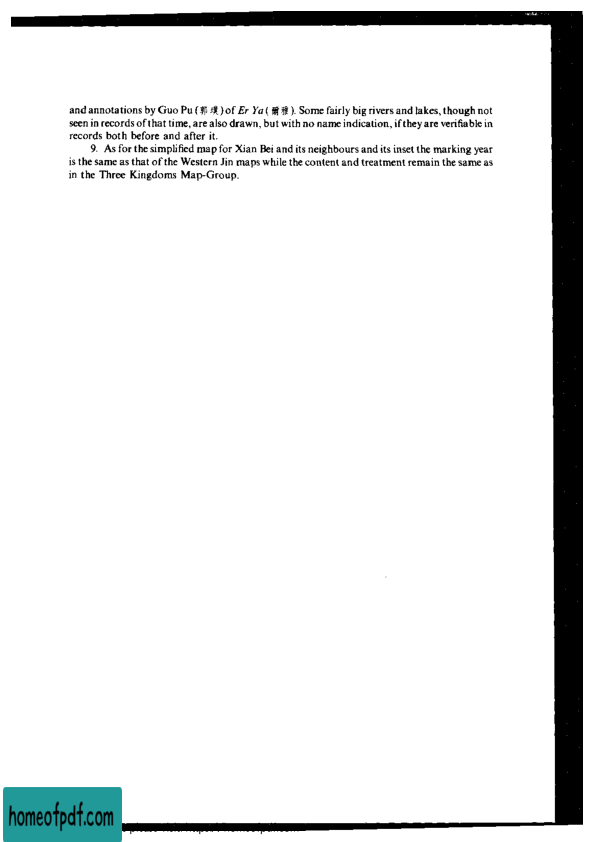 and annotations by Guo Pu (郭璞) of Er Ya (爾雅). Some fairly big rivers and lakes, though not
seen in records of that time, are also drawn, but with no name indication, if they are verifiable in
records both before and after it.
9. As for the simplified map for Xian Bei and its neighbours and its inset the marking year
is the same as that of the Western Jin maps while the content and treatment remain the same as
in the Three Kingdoms Map-Group.
homeofpdf.com